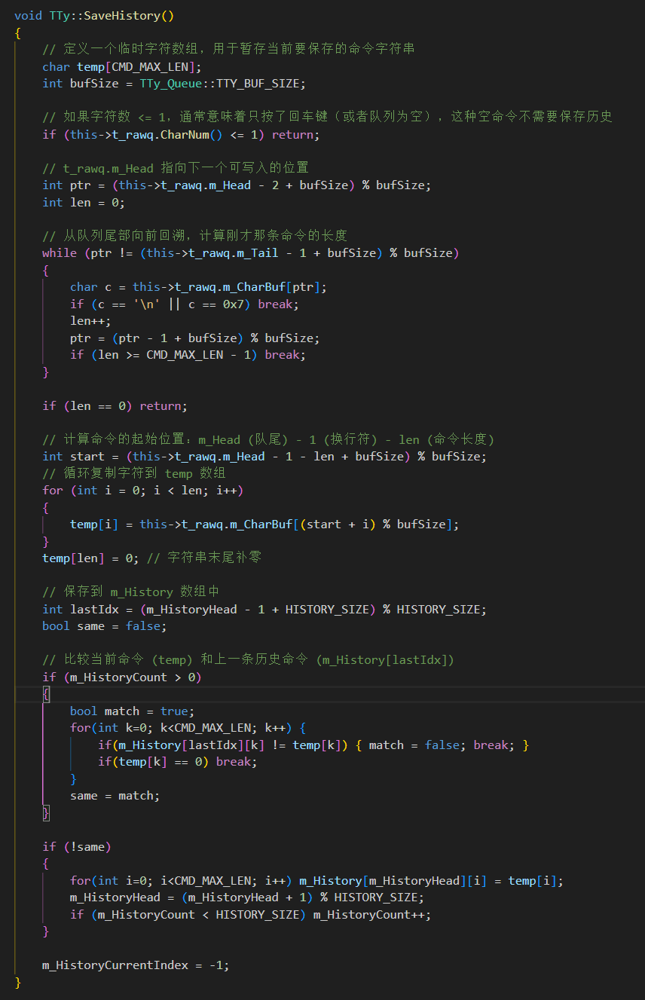 void TTy::SaveHistory()
{
    // 定义一个临时字符数组，用于暂存当前要保存的命令字符串
    char temp[CMD_MAX_LEN];
    int bufSize = TTy_Queue::TTY_BUF_SIZE;

    // 如果字符数 <= 1，通常意味着只按了回车键（或者队列为空），这种空命令不需要保存历史
    if (this->t_rawq.CharNum() <= 1) return;

    // t_rawq.m_Head 指向下一个可写入的位置
    int ptr = (this->t_rawq.m_Head - 2 + bufSize) % bufSize;
    int len = 0;

    // 从队列尾部向前回溯，计算刚才那条命令的长度
    while (ptr != (this->t_rawq.m_Tail - 1 + bufSize) % bufSize)
    {
        char c = this->t_rawq.m_CharBuf[ptr];
        if (c == '\n' || c == 0x7) break;
        len++;
        ptr = (ptr - 1 + bufSize) % bufSize;
        if (len >= CMD_MAX_LEN - 1) break;
    }

    if (len == 0) return;

    // 计算命令的起始位置：m_Head (队尾) - 1 (换行符) - len (命令长度)
    int start = (this->t_rawq.m_Head - 1 - len + bufSize) % bufSize;
    // 循环复制字符到 temp 数组
    for (int i = 0; i < len; i++)
    {
        temp[i] = this->t_rawq.m_CharBuf[(start + i) % bufSize];
    }
    temp[len] = 0; // 字符串末尾补零

    // 保存到 m_History 数组中
    int lastIdx = (m_HistoryHead - 1 + HISTORY_SIZE) % HISTORY_SIZE;
    bool same = false;

    // 比较当前命令 (temp) 和上一条历史命令 (m_History[lastIdx])
    if (m_HistoryCount > 0)
    {
        bool match = true;
        for(int k=0; k<CMD_MAX_LEN; k++) {
            if(m_History[lastIdx][k] != temp[k]) { match = false; break; }
            if(temp[k] == 0) break;
        }
        same = match;
    }

    if (!same)
    {
        for(int i=0; i<CMD_MAX_LEN; i++) m_History[m_HistoryHead][i] = temp[i];
        m_HistoryHead = (m_HistoryHead + 1) % HISTORY_SIZE;
        if (m_HistoryCount < HISTORY_SIZE) m_HistoryCount++;
    }

    m_HistoryCurrentIndex = -1;
}